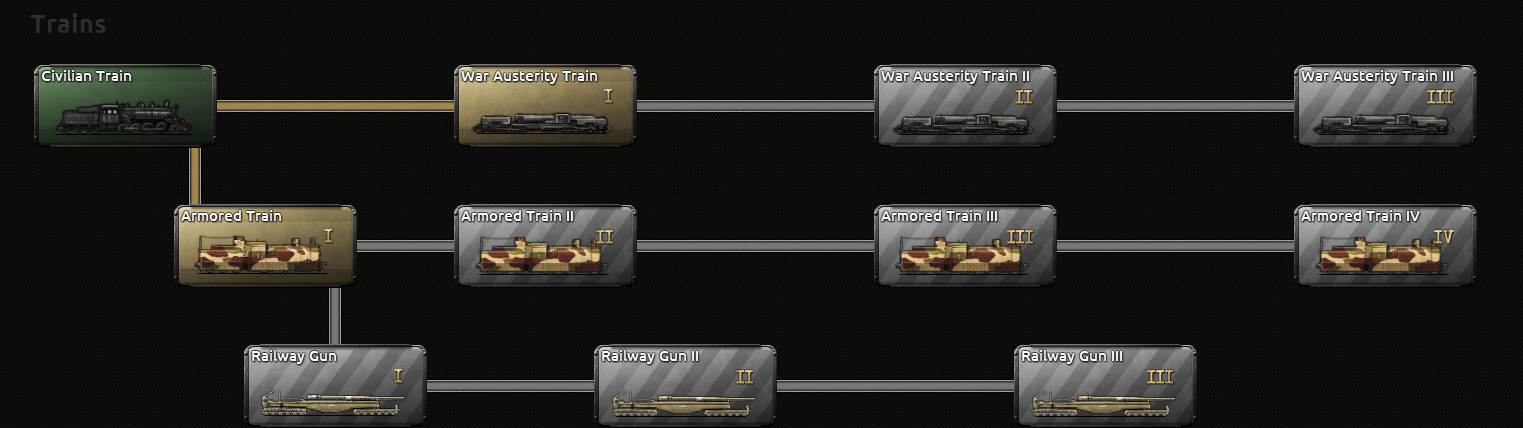 Trains
Civilian Train
War Austerity Train
I
War Austerity Train II
II
War Austerity Train III
III
Armored Train
I
Armored Train II
II
Armored Train III
III
Armored Train IV
IV
Railway Gun
I
Railway Gun II
II
Railway Gun III
III